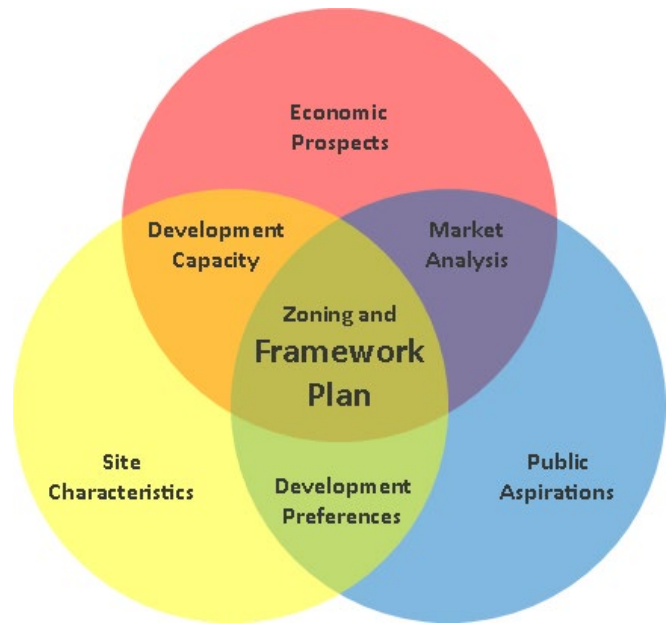 Economic
Prospects
Development
Capacity
Market
Analysis
Zoning and
Framework
Plan
Site
Characteristics
Development
Preferences
Public
Aspirations